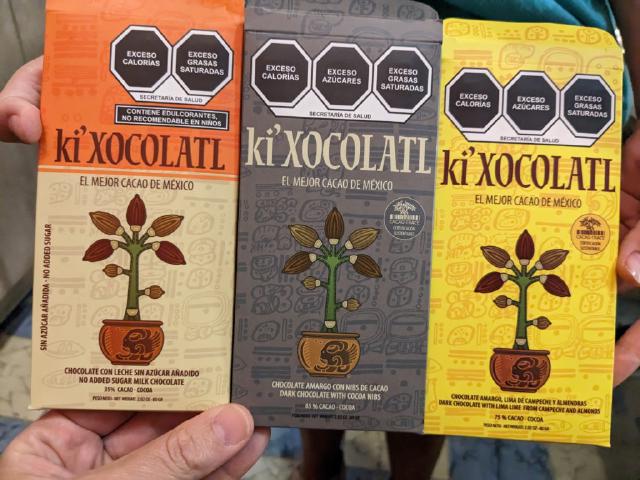 EXCESO CALORÍAS
EXCESO GRASAS SATURADAS
SECRETARÍA DE SALUD
CONTIENE EDULCORANTES,
NO RECOMENDABLE EN NIÑOS
ki'XOCOLATL
EL MEJOR CACAO DE MÉXICO
SIN AZÚCAR AÑADIDA - NO ADDED SUGAR
CHOCOLATE CON LECHE SIN AZÚCAR AÑADIDO
NO ADDED SUGAR MILK CHOCOLATE
35% CACAO - COCOA
EXCESO CALORÍAS
EXCESO AZÚCARES
EXCESO GRASAS SATURADAS
SECRETARÍA DE SALUD
ki'XOCOLATL
EL MEJOR CACAO DE MÉXICO
CACAO-TRACE
CHOCOLATE AMARGO CON NIBS DE CACAO
DARK CHOCOLATE WITH COCOA NIBS
85 % CACAO - COCOA
EXCESO CALORÍAS
EXCESO AZÚCARES
EXCESO GRASAS SATURADAS
SECRETARÍA DE SALUD
ki'XOCOLATL
EL MEJOR CACAO DE MÉXICO
CACAO-TRACE
CHOCOLATE AMARGO, LIMA DE CAMPECHE Y ALMENDRAS
DARK CHOCOLATE WITH LIMA LIME FROM CAMPECHE AND ALMONDS
75 % CACAO - COCOA